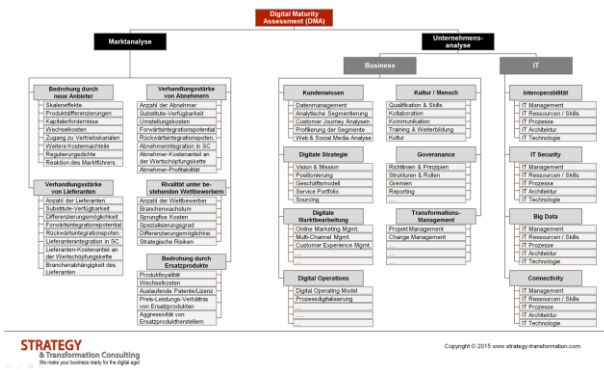 Digital Maturity
Assessment (DMA)
Marktanalyse
Unternehmens-
analyse
Business
IT
Bedrohung durch
neue Anbieter
Skaleneffekte
Produktdifferenzierungen
Kapitalerfordernisse
Wechselkosten
Zugang zu Vertriebskanälen
Weitere Kostennachteile
Regulierungsdichte
Reaktion des Marktführers
Verhandlungsstärke
von Lieferanten
Anzahl der Lieferanten
Substitute-Verfügbarkeit
Differenzierungsmöglichkeit
Forwärtsintegrationspotential
Rückwärtsintegrationspoten.
Lieferantenintegration in SC
Lieferanten-Kostenanteil an
der Wertschöpfungskette
Branchenabhängigkeit des
Lieferanten
Verhandlungsstärke
von Abnehmern
Anzahl der Abnehmer
Substitute-Verfügbarkeit
Umstellungskosten
Forwärtsintegrationspotential
Rückwärtsintegrationspoten.
Abnehmerintegration in SC
Abnehmer-Kostenanteil an
der Wertschöpfungskette
Abnehmer-Profitabilität
Rivalität unter be-
stehenden Wettbewerbern
Anzahl der Wettbewerber
Branchenwachstum
Sprungfixe Kosten
Spezialisierungsgrad
Differenzierungsmöglichkei
Strategische Risiken
Bedrohung durch
Ersatzprodukte
Produktloyalität
Wechselkosten
Auslaufende Patente/Lizenz
Preis-Leistungs-Verhältnis
von Ersatzprodukten
Aggressivität von
Ersatzproduktherstellern
Kundenwissen
Datenmanagement
Analytische Segmentierung
Customer Journey Analysen
Profilierung der Segmente
Web & Social Media Analyse
Digitale Strategie
Vision & Mission
Positionierung
Geschäftsmodell
Service Portfolio
Sourcing
Digitale
Marktbearbeitung
Online Marketing Mgmt.
Multi-Channel Mgmt.
Customer Experience Mgmt.
...
...
Digital Operations
Digital Operating Model
Prozessdigitalisierung
...
...
...
Kultur / Mensch
Qualifikation & Skills
Kollaboration
Kommunikation
Training & Weiterbildung
Kultur
Goveranance
Richtlinien & Prinzipien
Strukturen & Rollen
Gremien
Reporting
...
Transformations-
Management
Projekt Management
Change Management
...
...
...
Interoperabilität
IT Management
IT Ressourcen / Skills
IT Prozesse
IT Architektur
IT Technologie
IT Security
IT Management
IT Ressourcen / Skills
IT Prozesse
IT Architektur
IT Technologie
Big Data
IT Management
IT Ressourcen / Skills
IT Prozesse
IT Architektur
IT Technologie
Connectivity
IT Management
IT Ressourcen / Skills
IT Prozesse
IT Architektur
IT Technologie
STRATEGY
& Transformation Consulting
We make your business ready for the digital age!
Copyright © 2015 www.strategy-transformation.com